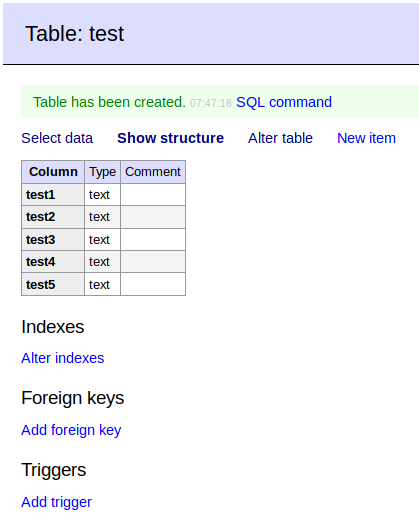 Table: test
Table has been created. 07:47:18 SQL command
Select data Show structure Alter table New item
Column Type Comment
test1 text
test2 text
test3 text
test4 text
test5 text
Indexes
Alter indexes
Foreign keys
Add foreign key
Triggers
Add trigger